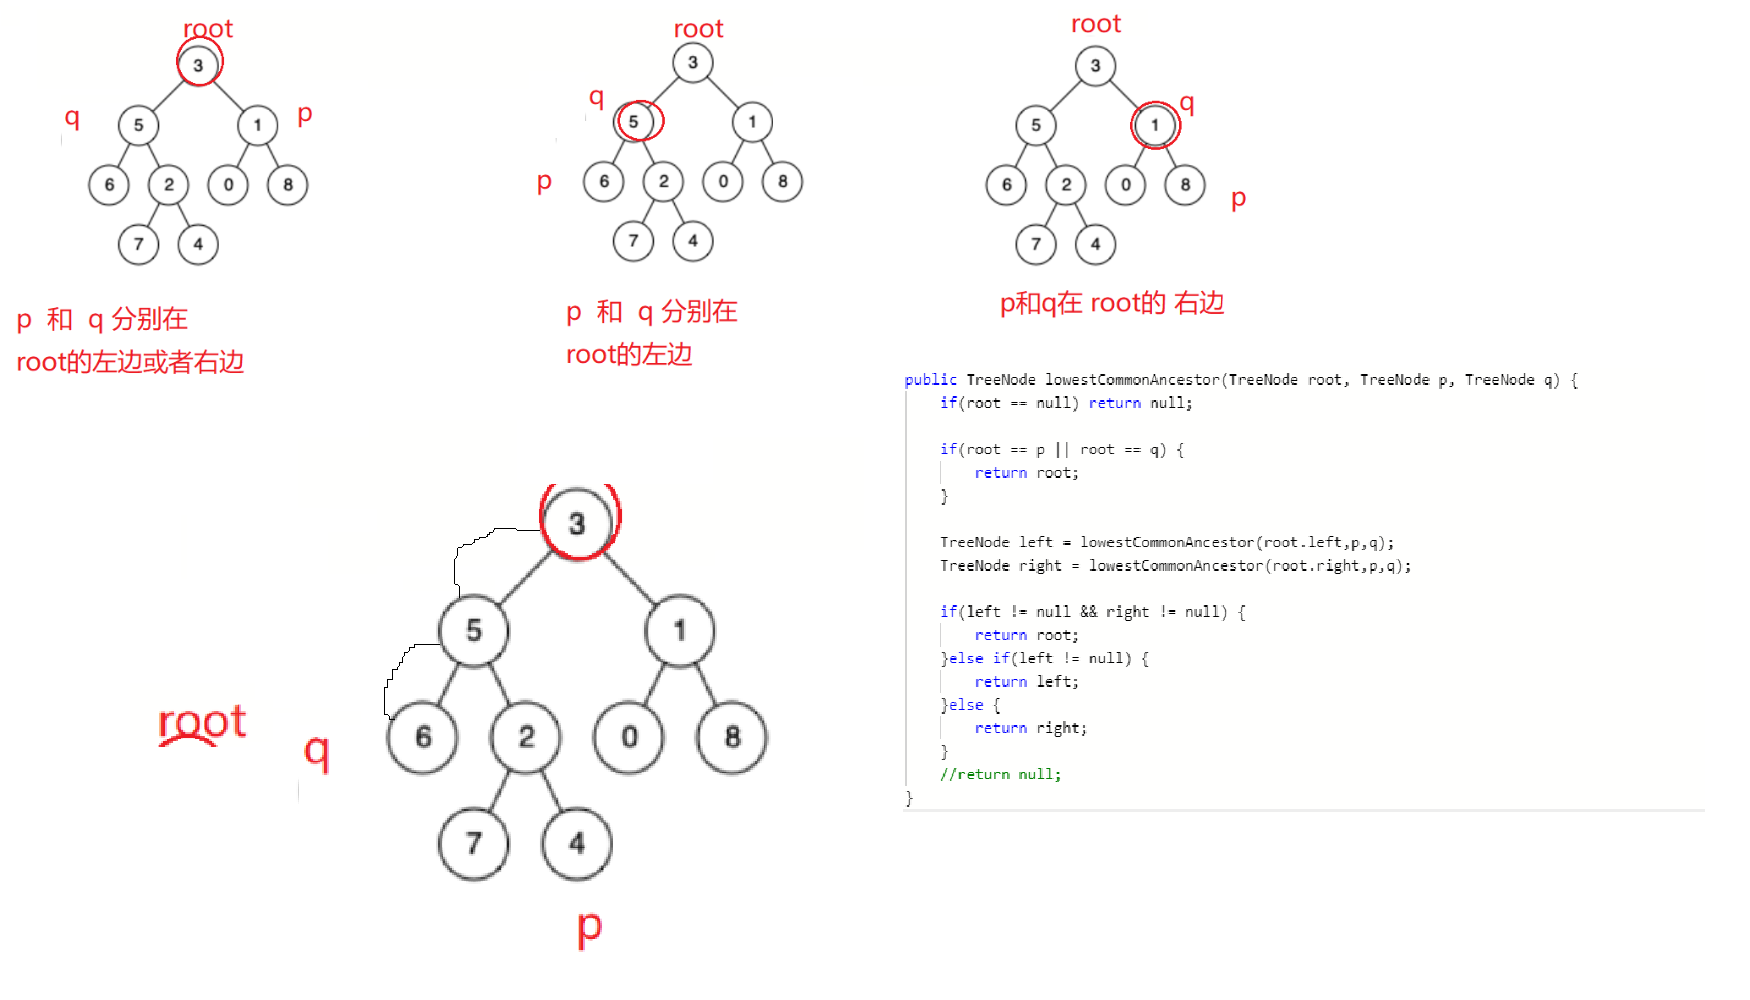 root
3
q
5
1
p
6
2
0
8
7
4
p 和 q 分别在
root的左边或者右边
root
3
q
5
1
p
6
2
0
8
7
4
p 和 q 分别在
root的左边
root
3
5
1
q
6
2
0
8
p
7
4
p和q在 root的 右边
public TreeNode lowestCommonAncestor(TreeNode root, TreeNode p, TreeNode q) {
if(root == null) return null;
if(root == p || root == q) {
return root;
}
TreeNode left = lowestCommonAncestor(root.left,p,q);
TreeNode right = lowestCommonAncestor(root.right,p,q);
if(left != null && right != null) {
return root;
}else if(left != null) {
return left;
}else {
return right;
}
//return null;
}
3
5
1
root
q
6
2
0
8
7
4
p